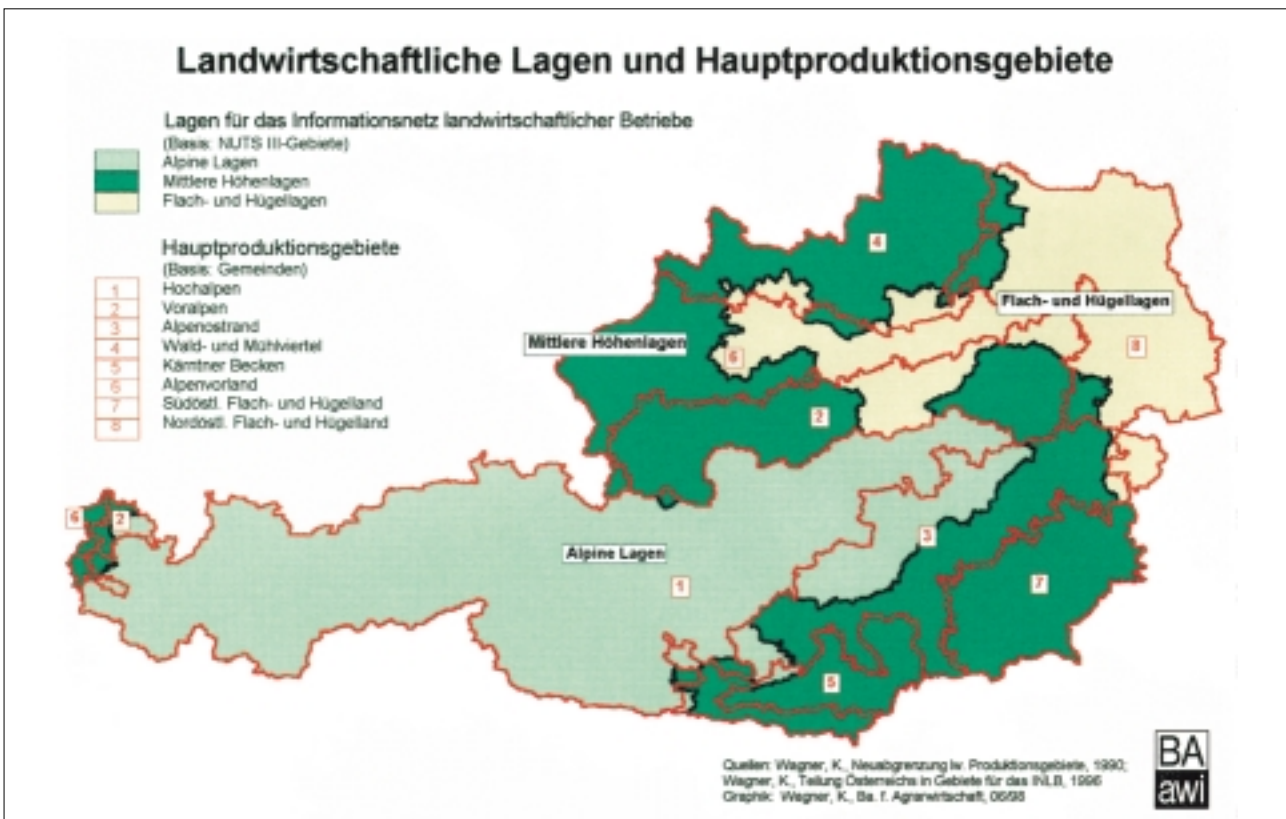 Landwirtschaftliche Lagen und Hauptproduktionsgebiete
Lagen für das Informationsnetz landwirtschaftlicher Betriebe
(Basis: NUTS III-Gebiete)
Alpine Lagen
Mittlere Höhenlagen
Flach- und Hügellagen
Hauptproduktionsgebiete
(Basis: Gemeinden)
1 Hochalpen
2 Voralpen
3 Alpenostrand
4 Wald- und Mühlviertel
5 Kärntner Becken
6 Alpenvorland
7 Südöstl. Flach- und Hügelland
8 Nordöstl. Flach- und Hügelland
4
Flach- und Hügellagen
Mittlere Höhenlagen
6
8
2
6
2
3
Alpine Lagen
1
7
5
Quellen: Wagner, K., Neuabgrenzung lw. Produktionsgebiete, 1990;
Wagner, K., Teilung Österreichs in Gebiete für das INLB, 1996
Graphik: Wagner, K., Ba. f. Agrarwirtschaft, 06/98
BA
awi